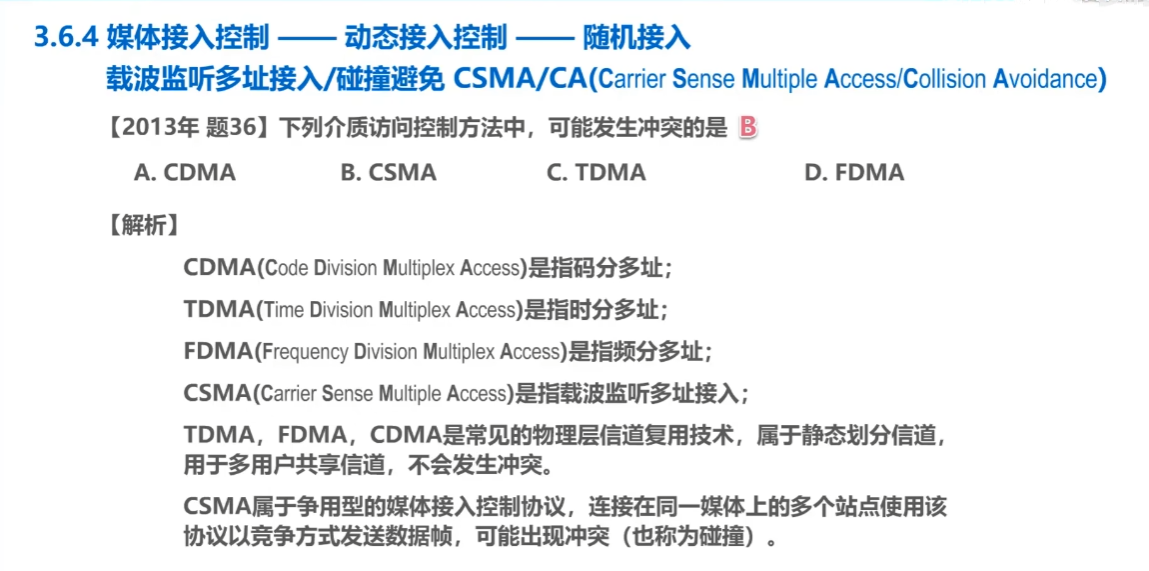 3.6.4 媒体接入控制 —— 动态接入控制 —— 随机接入
载波监听多址接入/碰撞避免 CSMA/CA(Carrier Sense Multiple Access/Collision Avoidance)
【2013年 题36】下列介质访问控制方法中，可能发生冲突的是 B
A. CDMA B. CSMA C. TDMA D. FDMA
【解析】
CDMA(Code Division Multiplex Access)是指码分多址；
TDMA(Time Division Multiplex Access)是指时分多址；
FDMA(Frequency Division Multiplex Access)是指频分多址；
CSMA(Carrier Sense Multiple Access)是指载波监听多址接入；
TDMA，FDMA，CDMA是常见的物理层信道复用技术，属于静态划分信道，
用于多用户共享信道，不会发生冲突。
CSMA属于争用型的媒体接入控制协议，连接在同一媒体上的多个站点使用该
协议以竞争方式发送数据帧，可能出现冲突（也称为碰撞）。